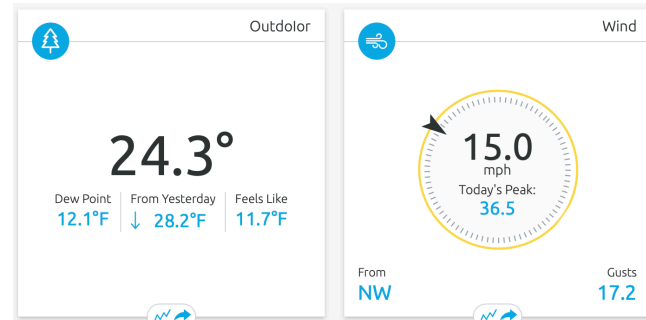 Outdolor
24.3°
Dew Point From Yesterday Feels Like
12.1°F ↓ 28.2°F 11.7°F
Wind
15.0
mph
Today's Peak:
36.5
From Gusts
NW 17.2